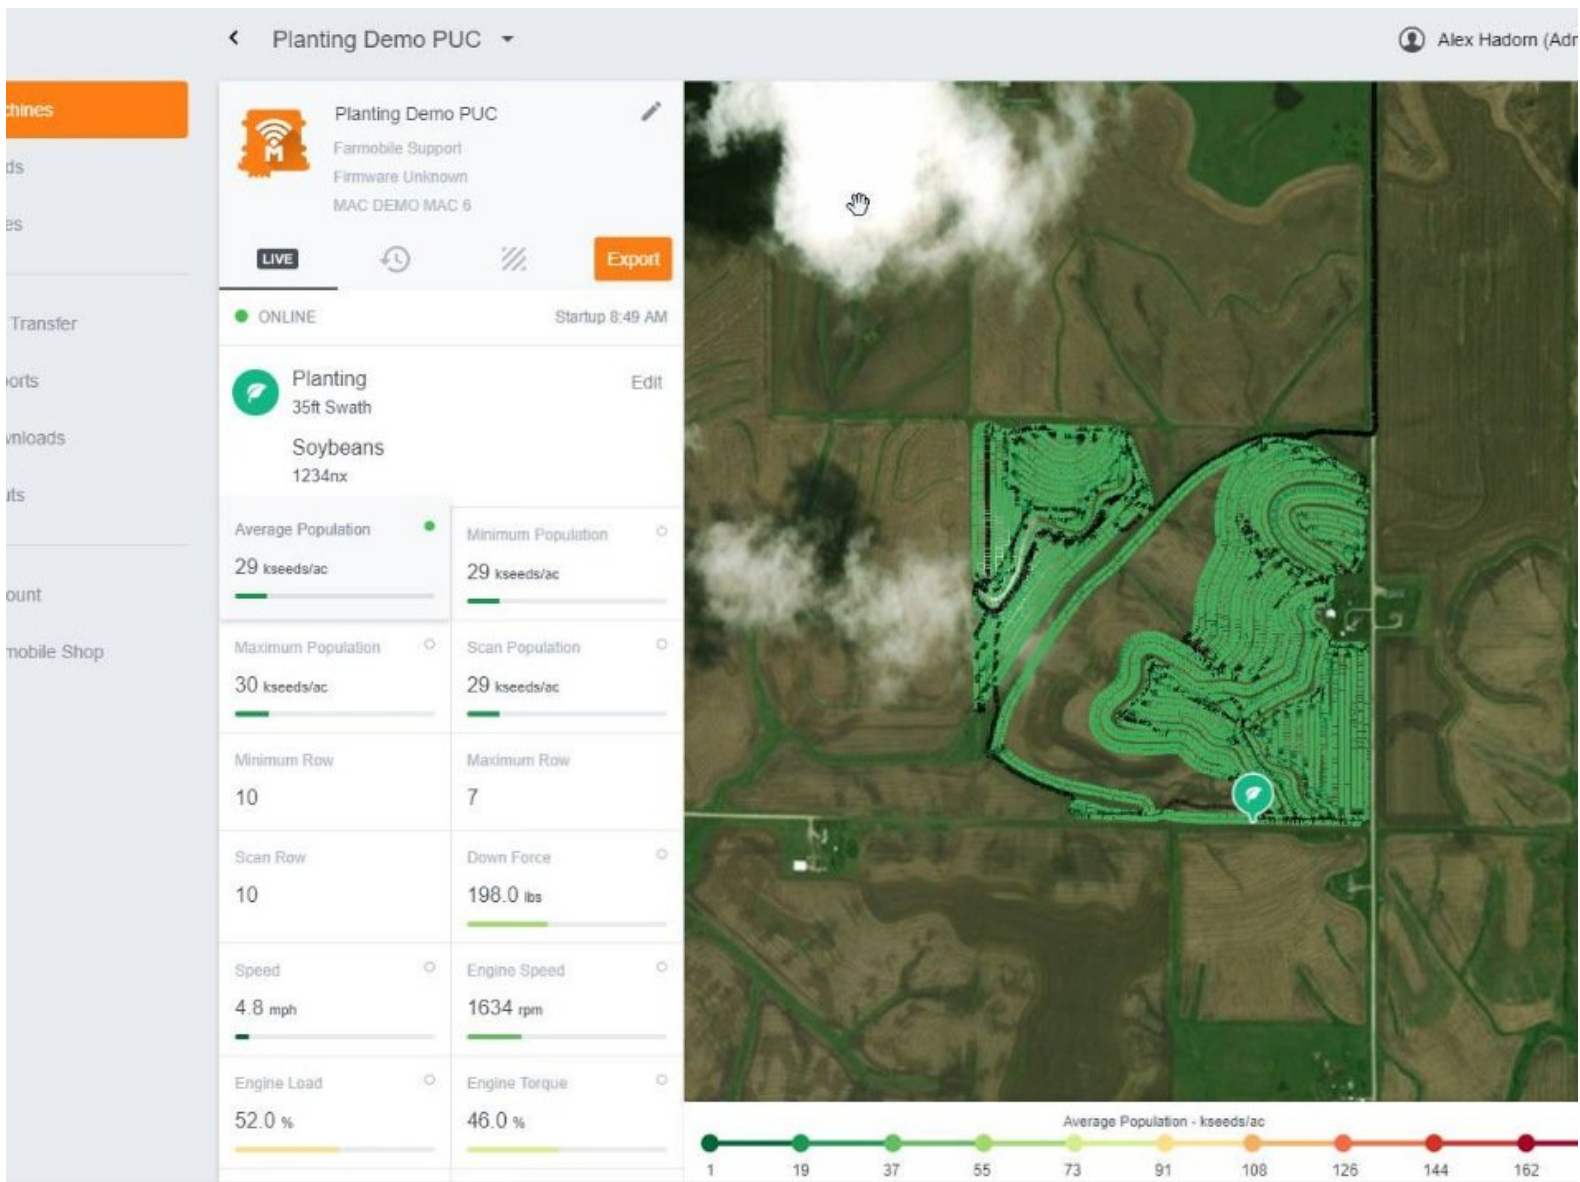 Planting Demo PUC
Alex Hadorn (Adm
chines
ds
es
Transfer
orts
wnloads
uts
ount
mobile Shop
M
Planting Demo PUC
Farmobile Support
Firmware Unknown
MAC DEMO MAC 6
LIVE
Export
ONLINE
Startup 8:49 AM
Planting
Edit
35ft Swath
Soybeans
1234nx
Average Population
29 kseeds/ac
Minimum Population
29 kseeds/ac
Maximum Population
30 kseeds/ac
Scan Population
29 kseeds/ac
Minimum Row
10
Maximum Row
7
Scan Row
10
Down Force
198.0 lbs
Speed
4.8 mph
Engine Speed
1634 rpm
Engine Load
52.0 %
Engine Torque
46.0 %
Average Population - kseeds/ac
1 19 37 55 73 91 108 126 144 162